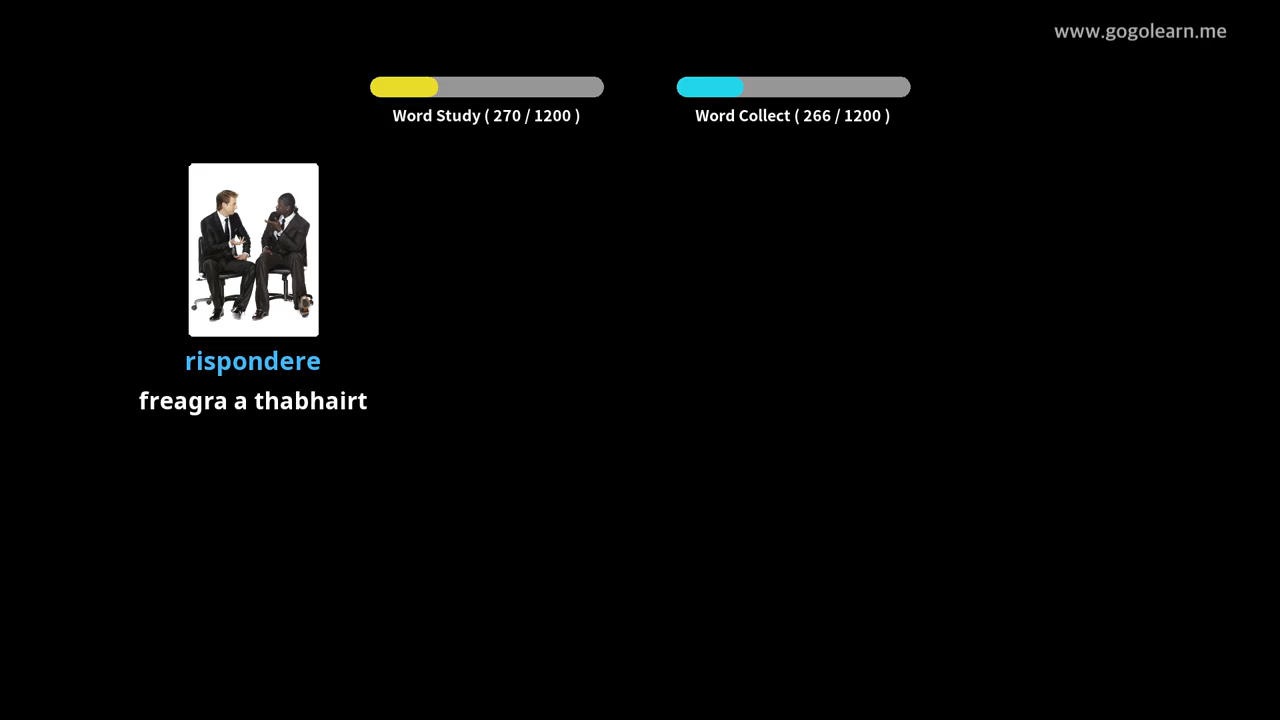 www.gogolearn.me
Word Study ( 270 / 1200 )
Word Collect ( 266 / 1200 )
rispondere
freagra a thabhairt